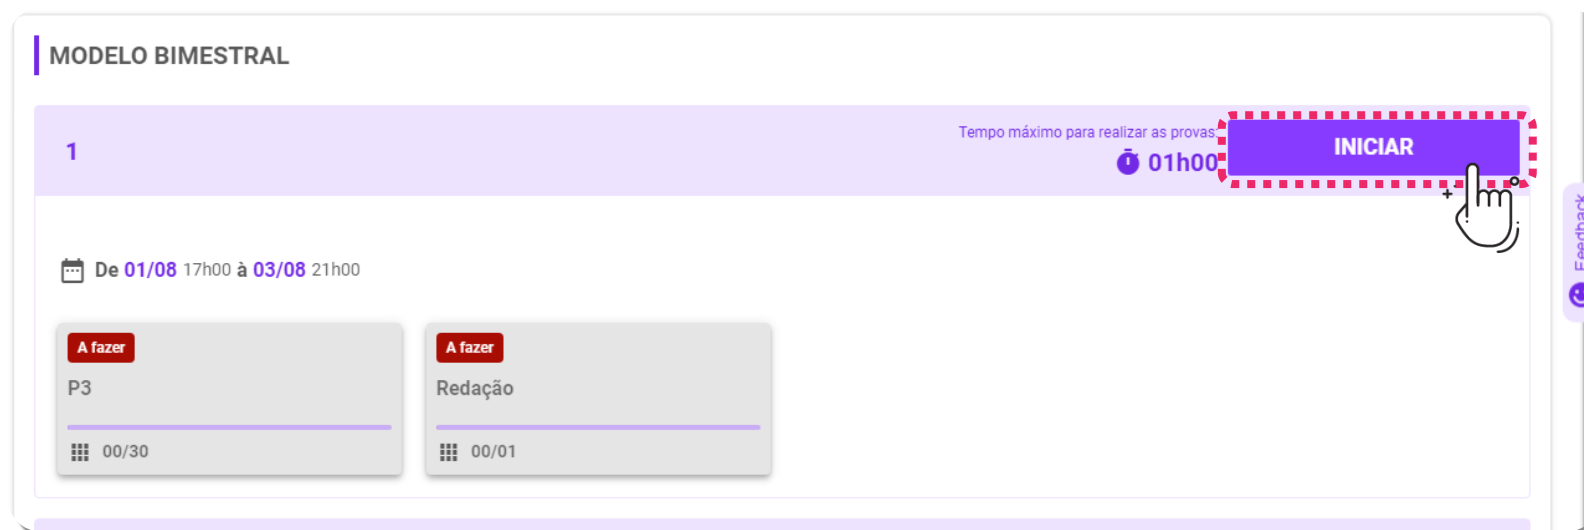 MODELO BIMESTRAL
1
Tempo máximo para realizar as provas:
01h00
INICIAR
De 01/08 17h00 à 03/08 21h00
A fazer
P3
00/30
A fazer
Redação
00/01
Feedback